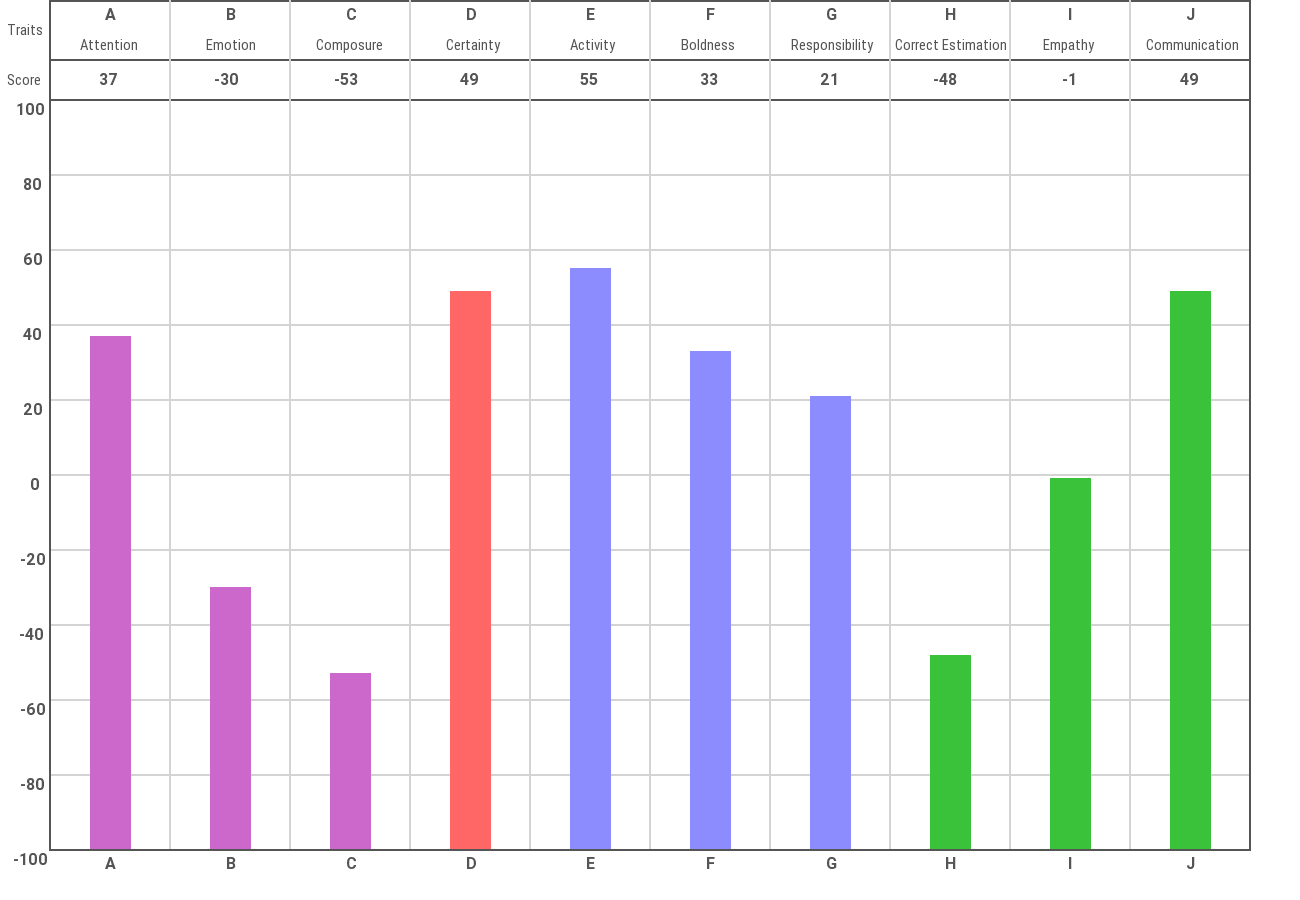 A B C D E F G H I J
Traits
Attention Emotion Composure Certainty Activity Boldness Responsibility Correct Estimation Empathy Communication
Score 37 -30 -53 49 55 33 21 -48 -1 49
100
80
60
40
20
0
-20
-40
-60
-80
-100
A B C D E F G H I J